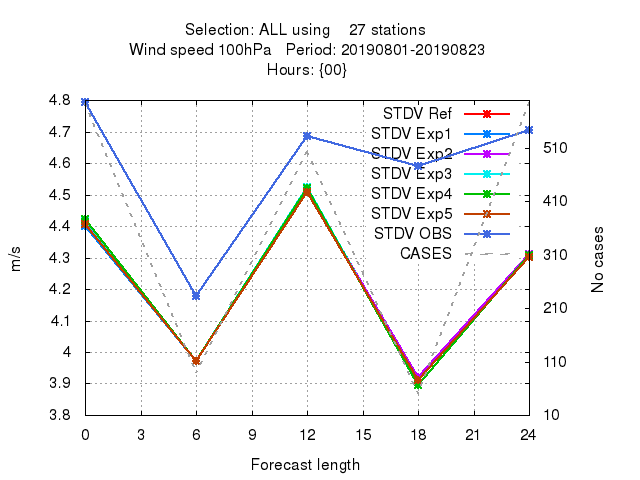 Selection: ALL using    27 stations
Wind speed 100hPa   Period: 20190801-20190823
Hours: {00}
4.8
4.7
4.6
4.5
4.4
4.3
4.2
4.1
4
3.9
3.8
m/s
STDV Ref
STDV Exp1
STDV Exp2
STDV Exp3
STDV Exp4
STDV Exp5
STDV OBS
CASES
510
410
310
210
110
10
No cases
0 3 6 9 12 15 18 21 24
Forecast length